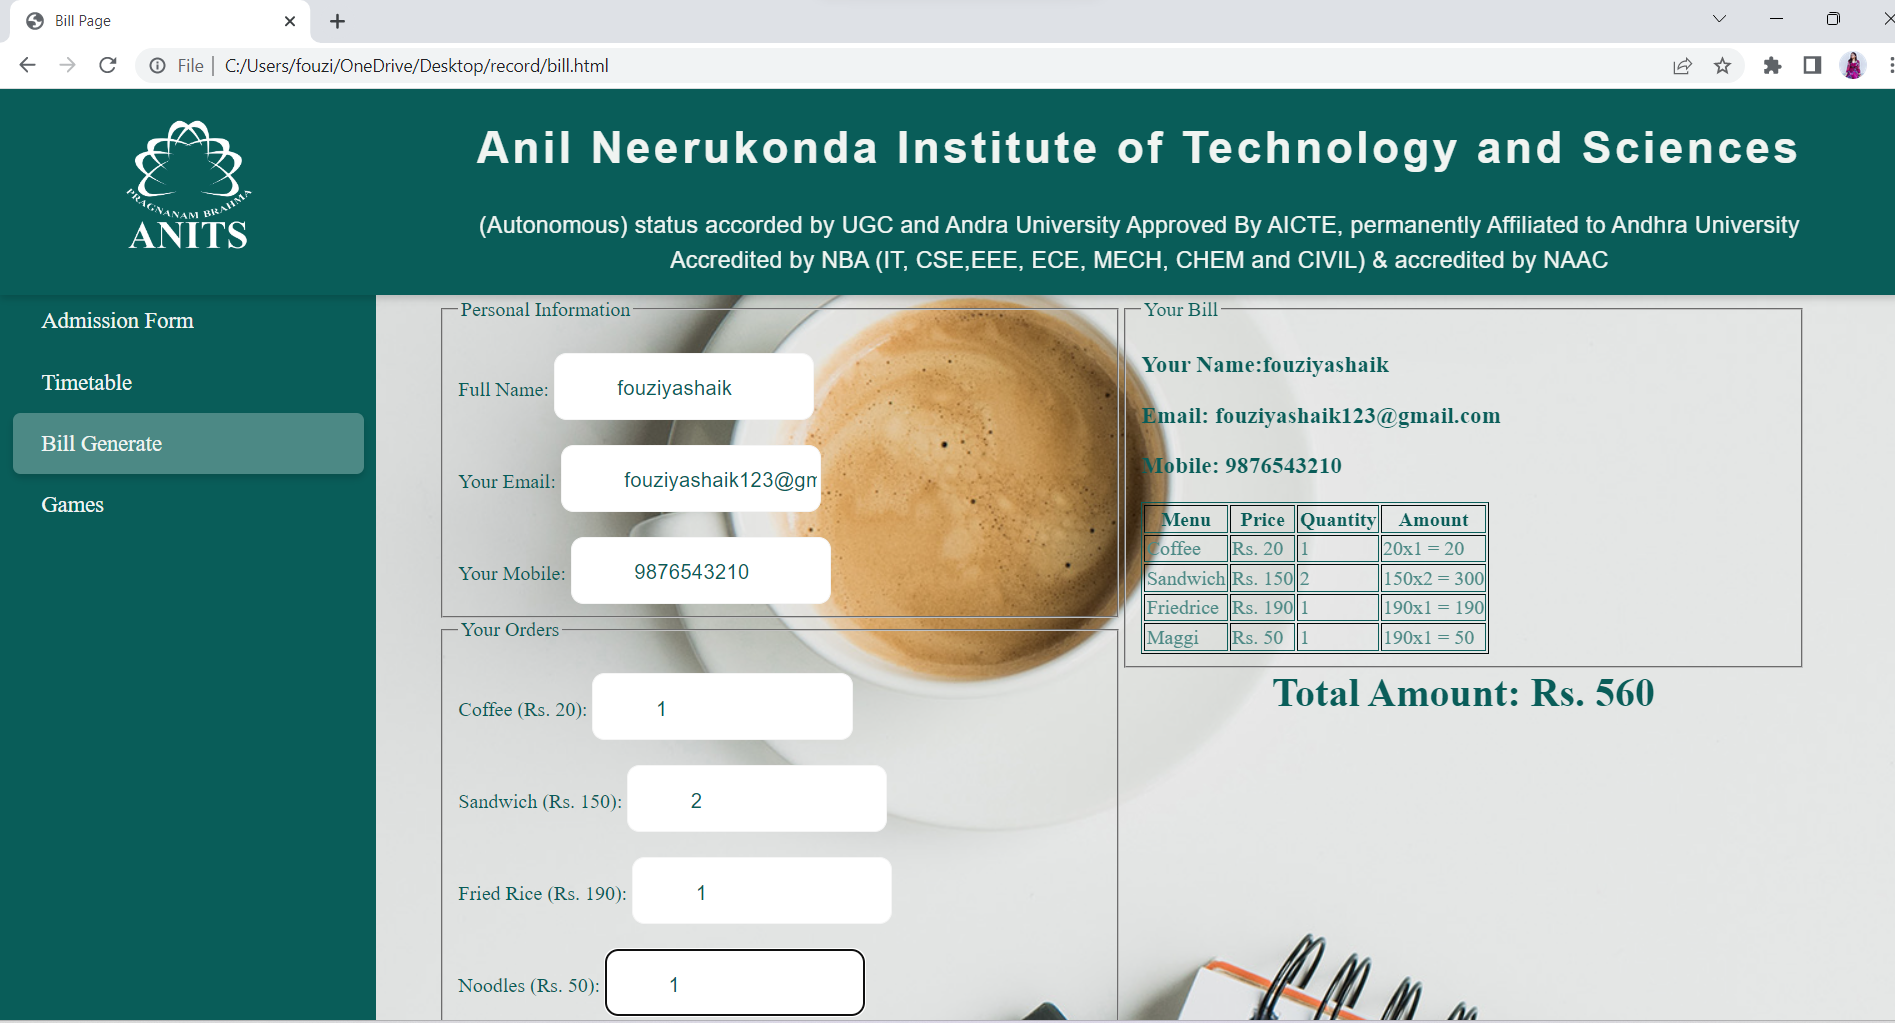 Bill Page
File
C:/Users/fouzi/OneDrive/Desktop/record/bill.html
PRAGNANAM BRAHMA
ANITS
Anil Neerukonda Institute of Technology and Sciences
(Autonomous) status accorded by UGC and Andra University Approved By AICTE, permanently Affiliated to Andhra University
Accredited by NBA (IT, CSE,EEE, ECE, MECH, CHEM and CIVIL) & accredited by NAAC
Admission Form
Timetable
Bill Generate
Games
Personal Information
Full Name: fouziyashaik
Your Email: fouziyashaik123@gm
Your Mobile: 9876543210
Your Orders
Coffee (Rs. 20): 1
Sandwich (Rs. 150): 2
Fried Rice (Rs. 190): 1
Noodles (Rs. 50): 1
Your Bill
Your Name:fouziyashaik
Email: fouziyashaik123@gmail.com
Mobile: 9876543210
Menu Price Quantity Amount
Coffee Rs. 20 1 20x1 = 20
Sandwich Rs. 150 2 150x2 = 300
Friedrice Rs. 190 1 190x1 = 190
Maggi Rs. 50 1 190x1 = 50
Total Amount: Rs. 560